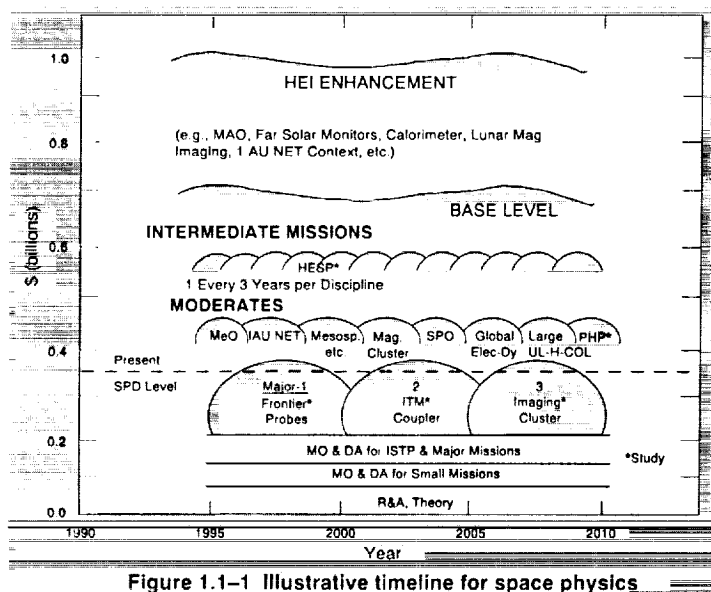 1.0
HEI ENHANCEMENT
(e.g., MAO, Far Solar Monitors, Calorimeter, Lunar Mag
Imaging, 1 AU NET Context, etc.)
0.8
BASE LEVEL
INTERMEDIATE MISSIONS
0.6
$ (billions)
HESP*
1 Every 3 Years per Discipline
MODERATES
MeO
IAU NET
Mesosp. etc.
Mag. Cluster
SPO
Global Elec-Dy
Large UL-H-COL
PHP*
0.4
Present
SPD Level
Major-1
Frontier*
Probes
2
ITM*
Coupler
3
Imaging*
Cluster
0.2
MO & DA for ISTP & Major Missions
*Study
MO & DA for Small Missions
R&A, Theory
0.0
1990 1995 2000 2005 2010
Year
Figure 1.1–1 Illustrative timeline for space physics